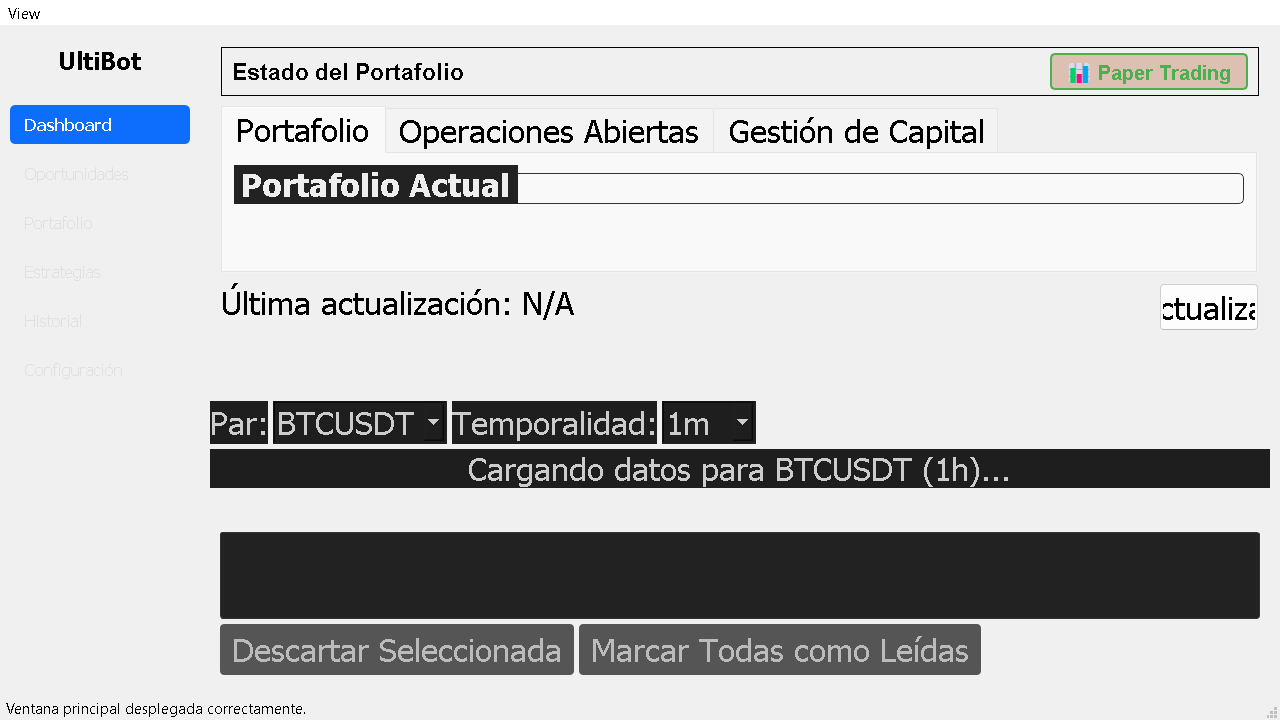 View
UltiBot
Dashboard
Oportunidades
Portafolio
Estrategias
Historial
Configuración
Estado del Portafolio
Paper Trading
Portafolio Operaciones Abiertas Gestión de Capital
Portafolio Actual
Última actualización: N/A
ctualiza
Par: BTCUSDT Temporalidad: 1m
Cargando datos para BTCUSDT (1h)...
Descartar Seleccionada Marcar Todas como Leídas
Ventana principal desplegada correctamente.